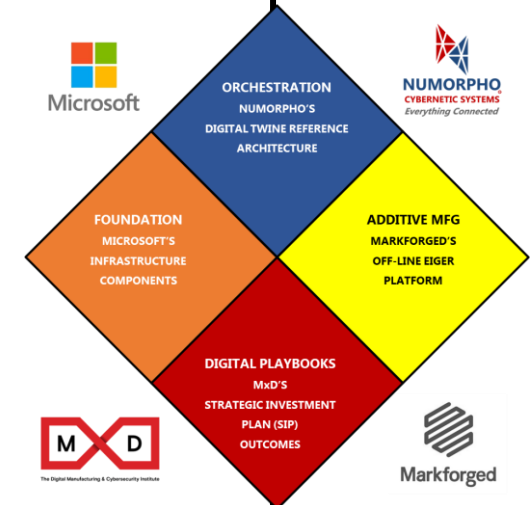 Microsoft
NUMORPHO
CYBERNETIC SYSTEMS
Everything Connected
ORCHESTRATION
NUMORPHO'S
DIGITAL TWINE REFERENCE
ARCHITECTURE
FOUNDATION
MICROSOFT'S
INFRASTRUCTURE
COMPONENTS
ADDITIVE MFG
MARKFORGED'S
OFF-LINE EIGER
PLATFORM
DIGITAL PLAYBOOKS
MxD'S
STRATEGIC INVESTMENT
PLAN (SIP)
OUTCOMES
M D
The Digital Manufacturing & Cybersecurity Institute
Markforged